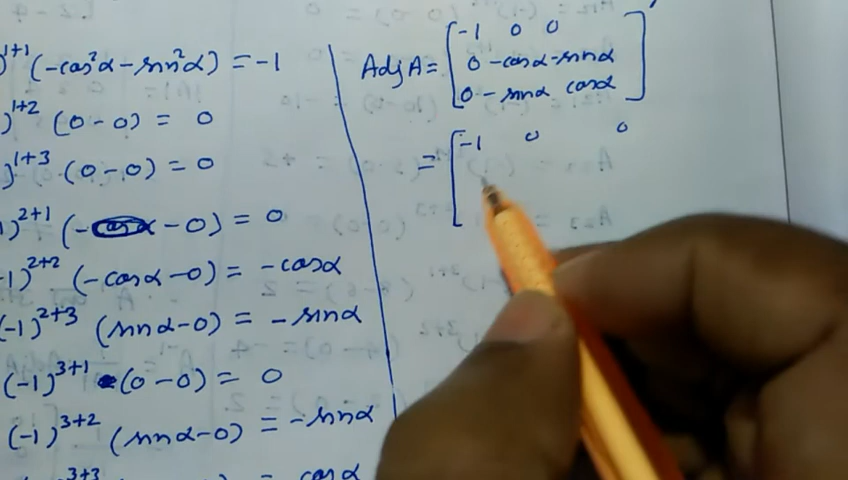 )¹⁺¹ (-cos²α - sin²α) = -1
)¹⁺² (0 - 0) = 0
)¹⁺³ (0 - 0) = 0
1)²⁺¹ (- - 0) = 0
-1)²⁺² (-cosα - 0) = -cosα
(-1)²⁺³ (sinα - 0) = - sinα
(-1)³⁺¹ (0 - 0) = 0
(-1)³⁺² (sinα - 0) = - sinα
3+3 = cosα
Adj A = [ -1 0 0
0 -cosα -sinα
0 - sinα cosα ]'
= [ -1 0 0